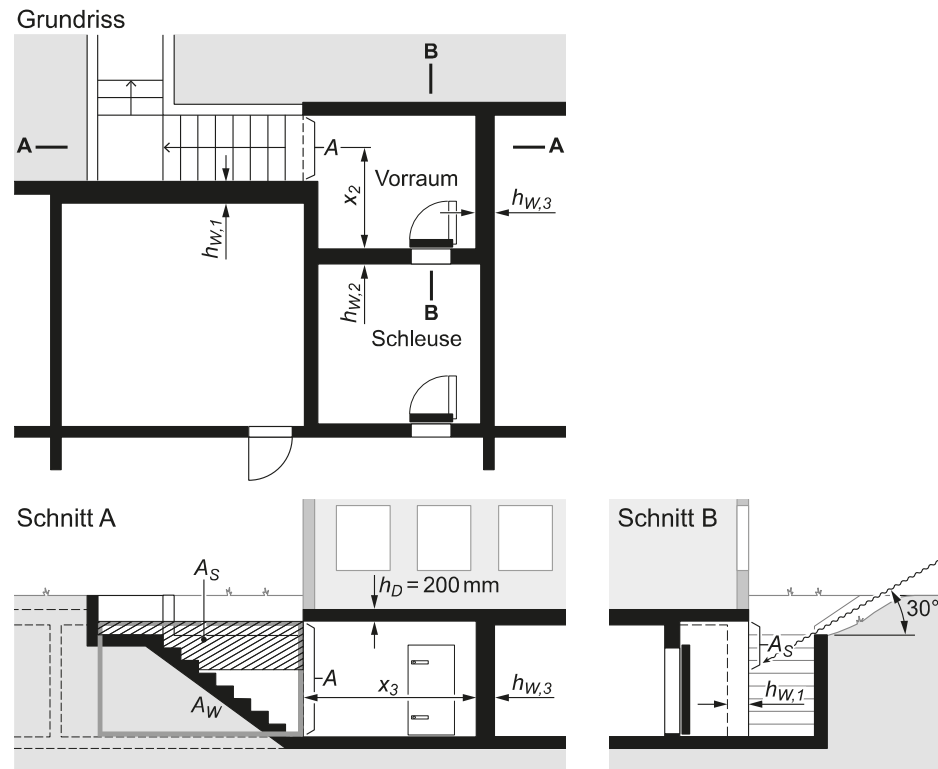 Grundriss
B
A
A
A
Vorraum
x2
hW,3
hW,1
hW,2
B
Schleuse
Schnitt A
Schnitt B
AS
hD = 200 mm
30°
A
AS
x3
hW,3
hW,1
AW